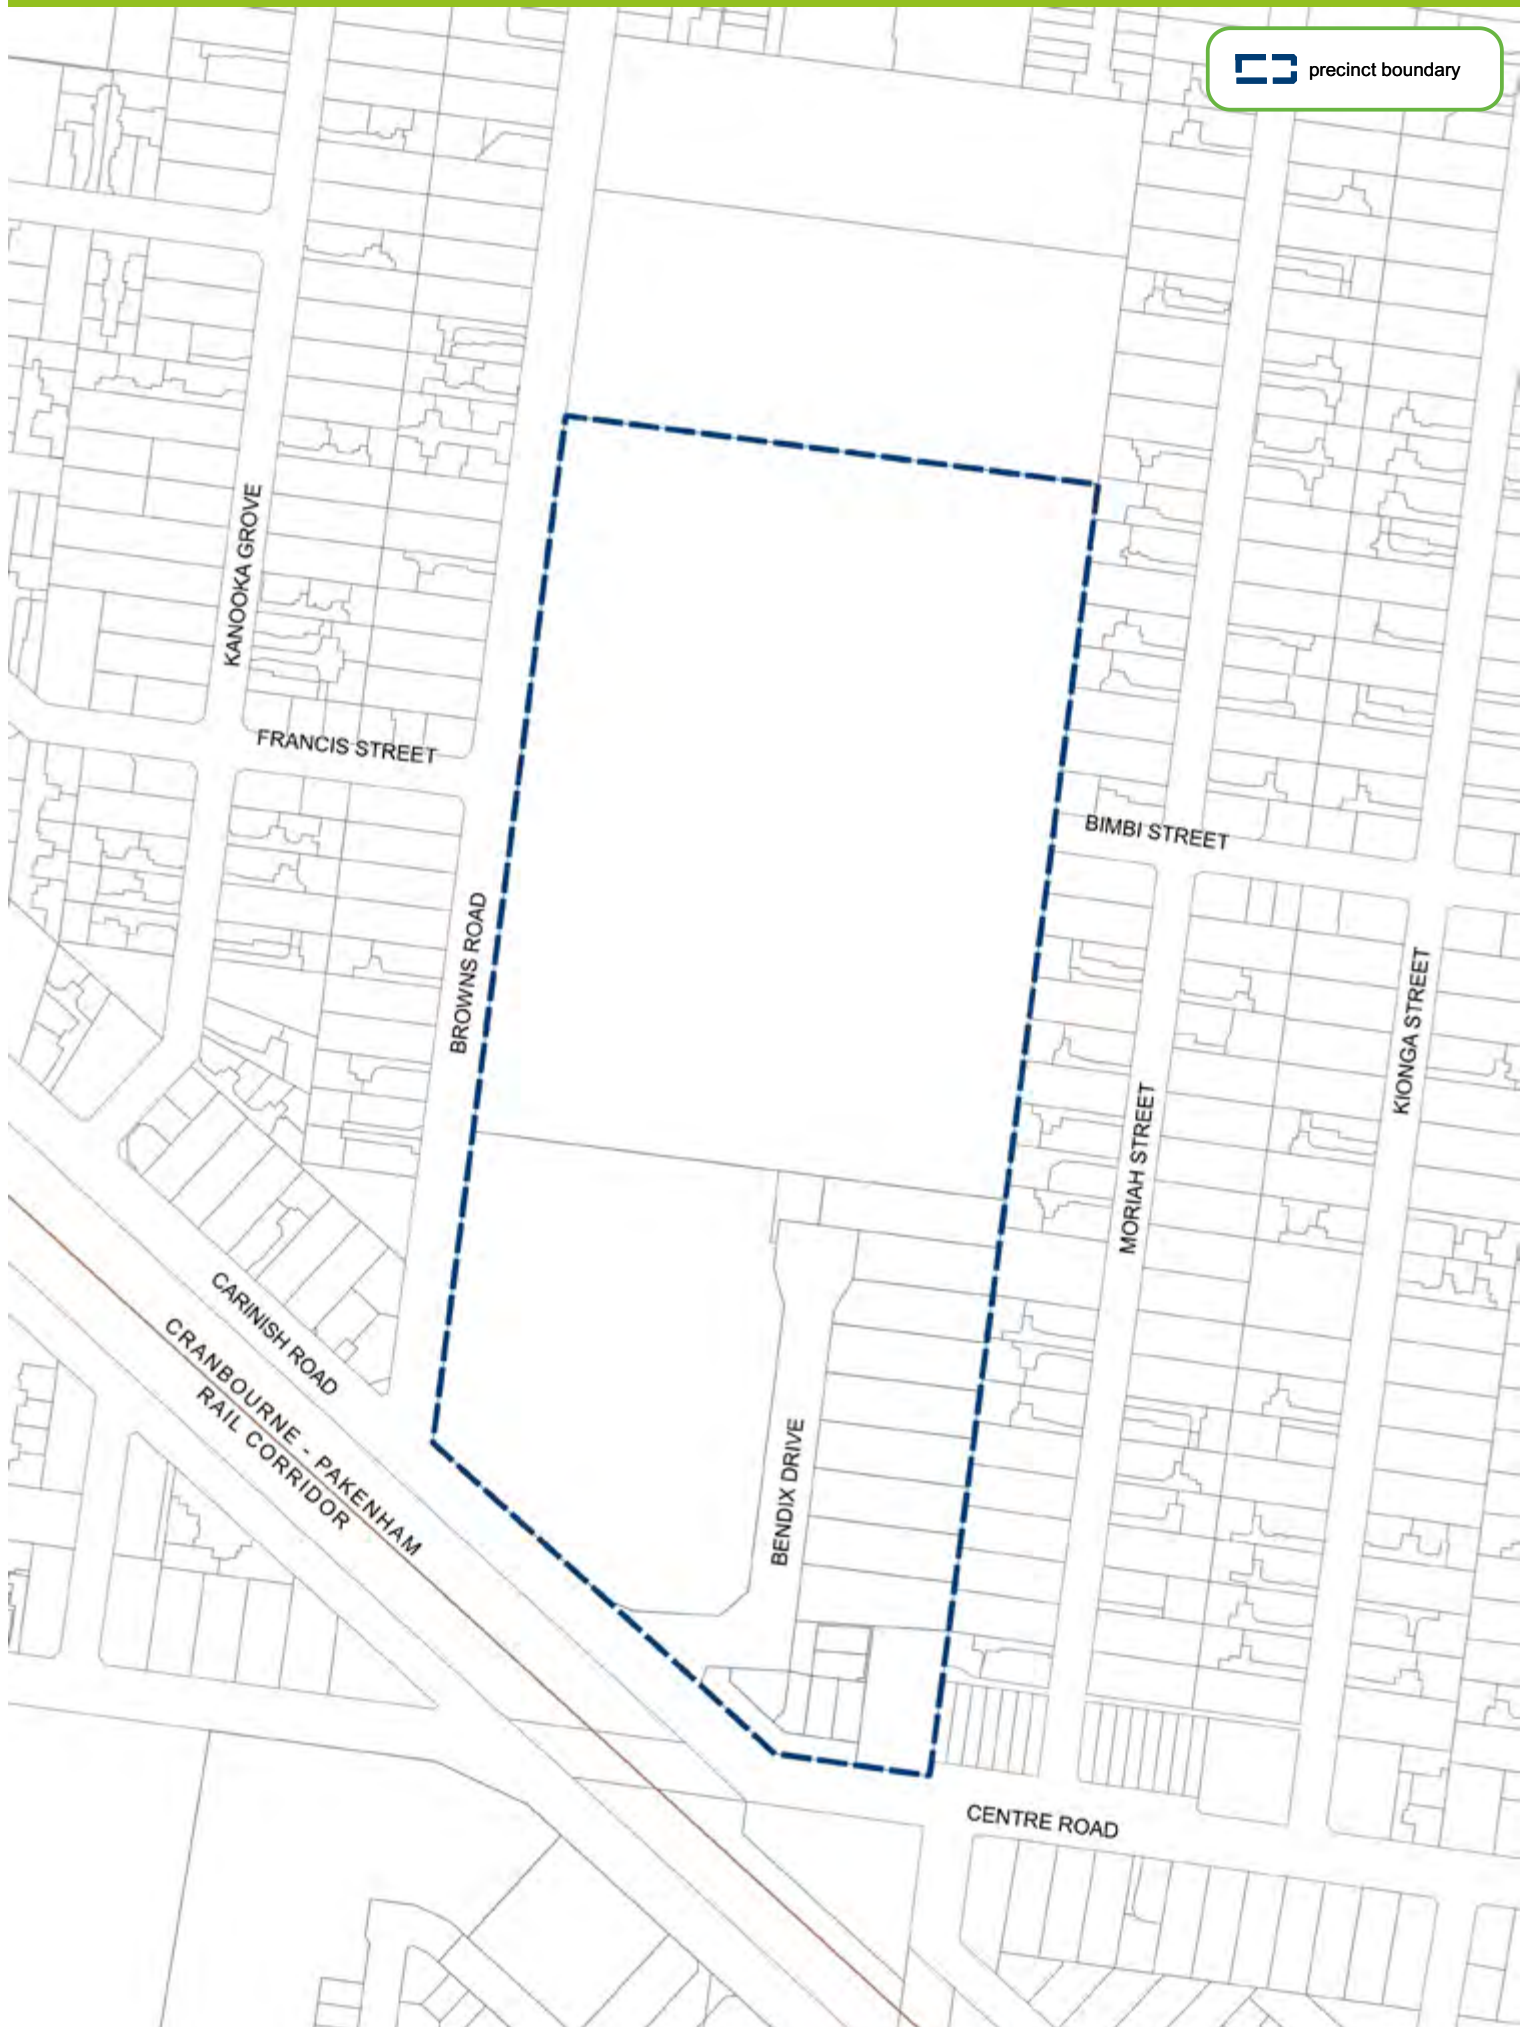 precinct boundary
KANOOKA GROVE
FRANCIS STREET
BIMBI STREET
BROWNS ROAD
KIONGA STREET
MORIAH STREET
CARINISH ROAD
CRANBOURNE - PAKENHAM
RAIL CORRIDOR
BENDIX DRIVE
CENTRE ROAD